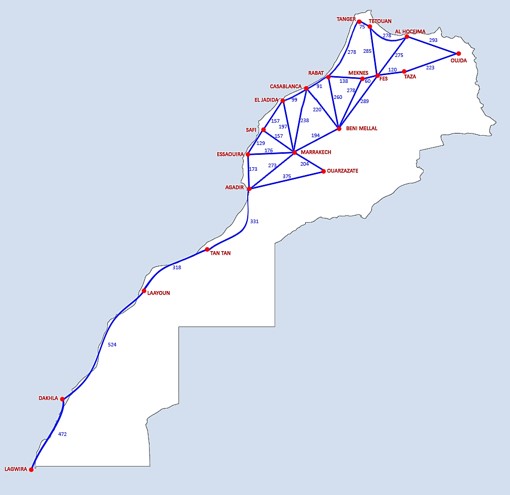 TANGER
TETOUAN
75
AL HOCEIMA
278
293
278
285
275
OUJDA
RABAT
MEKNES
120
TAZA
223
138
60
FES
CASABLANCA
91
278
EL JADIDA
99
220
260
289
157
197
238
SAFI
157
194
BENI MELLAL
129
176
MARRAKECH
ESSAOUIRA
173
273
204
OUARZAZATE
375
AGADIR
331
TAN TAN
318
LAAYOUN
524
DAKHLA
472
LAGWIRA